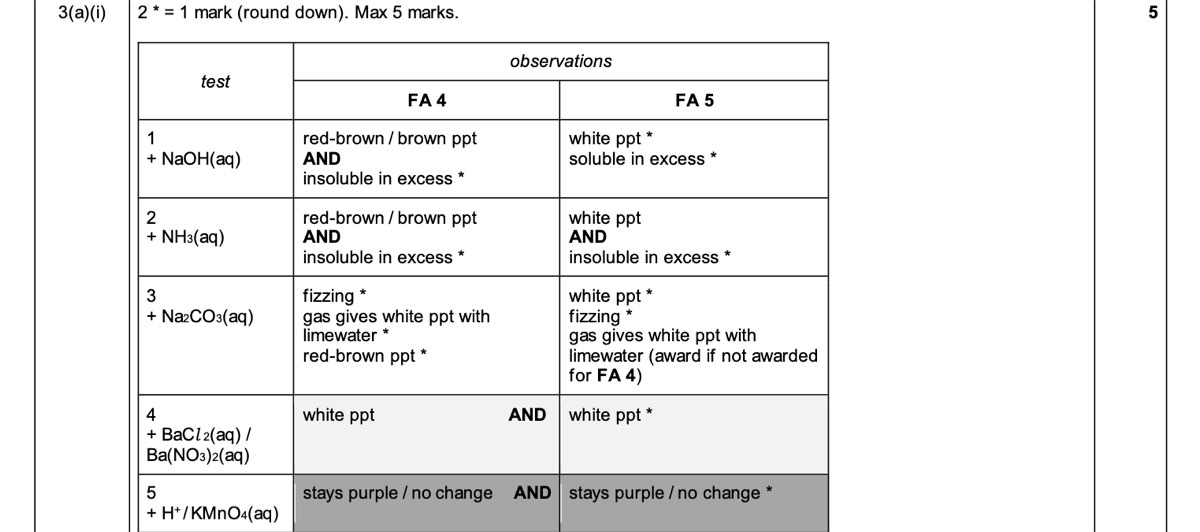 3(a)(i) 2 * = 1 mark (round down). Max 5 marks. 5
test
observations
FA 4
FA 5
1
+ NaOH(aq)
red-brown / brown ppt
AND
insoluble in excess *
white ppt *
soluble in excess *
2
+ NH₃(aq)
red-brown / brown ppt
AND
insoluble in excess *
white ppt
AND
insoluble in excess *
3
+ Na₂CO₃(aq)
fizzing *
gas gives white ppt with
limewater *
red-brown ppt *
white ppt *
fizzing *
gas gives white ppt with
limewater (award if not awarded
for FA 4)
4
+ BaCl₂(aq) /
Ba(NO₃)₂(aq)
white ppt AND
white ppt *
5
+ H⁺/ KMnO₄(aq)
stays purple / no change AND
stays purple / no change *